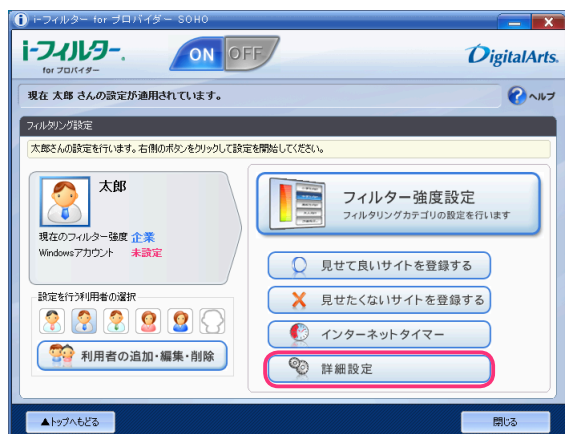 i-フィルター for プロバイダー SOHO
i-フィルター.
for プロバイダー
ON OFF
DigitalArts.
現在 太郎 さんの設定が適用されています。
ヘルプ
フィルタリング設定
太郎さんの設定を行います。右側のボタンをクリックして設定を開始してください。
太郎
現在のフィルター強度 企業
Windowsアカウント 未設定
設定を行う利用者の選択
利用者の追加・編集・削除
フィルター強度設定
フィルタリングカテゴリの設定を行います
見せて良いサイトを登録する
見せたくないサイトを登録する
インターネットタイマー
詳細設定
▲トップへもどる
閉じる